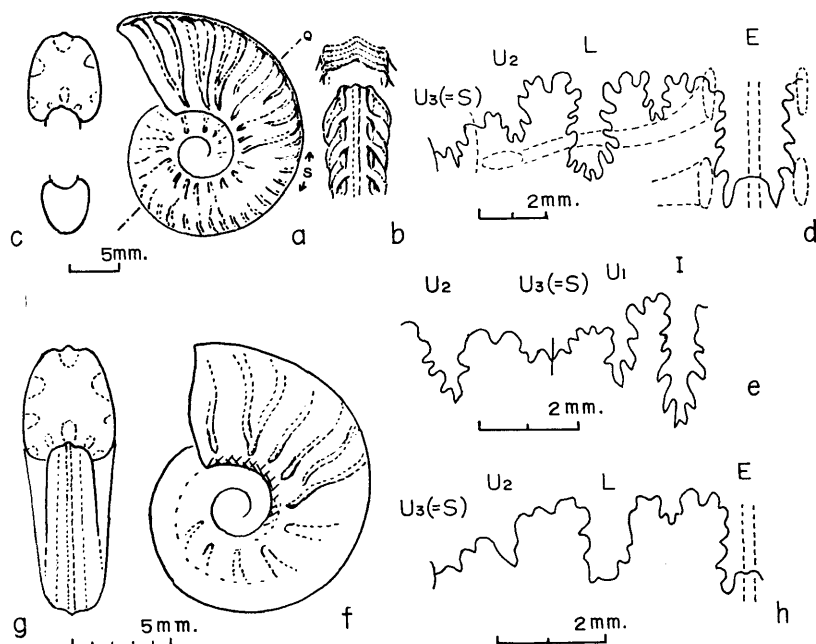 U₂ L E
U₃(=S)
S
c a b d
5mm.
2mm.
U₂ U₃(=S) U₁ I
e
2mm.
U₃(=S) U₂ L E
g f h
5mm.
2mm.